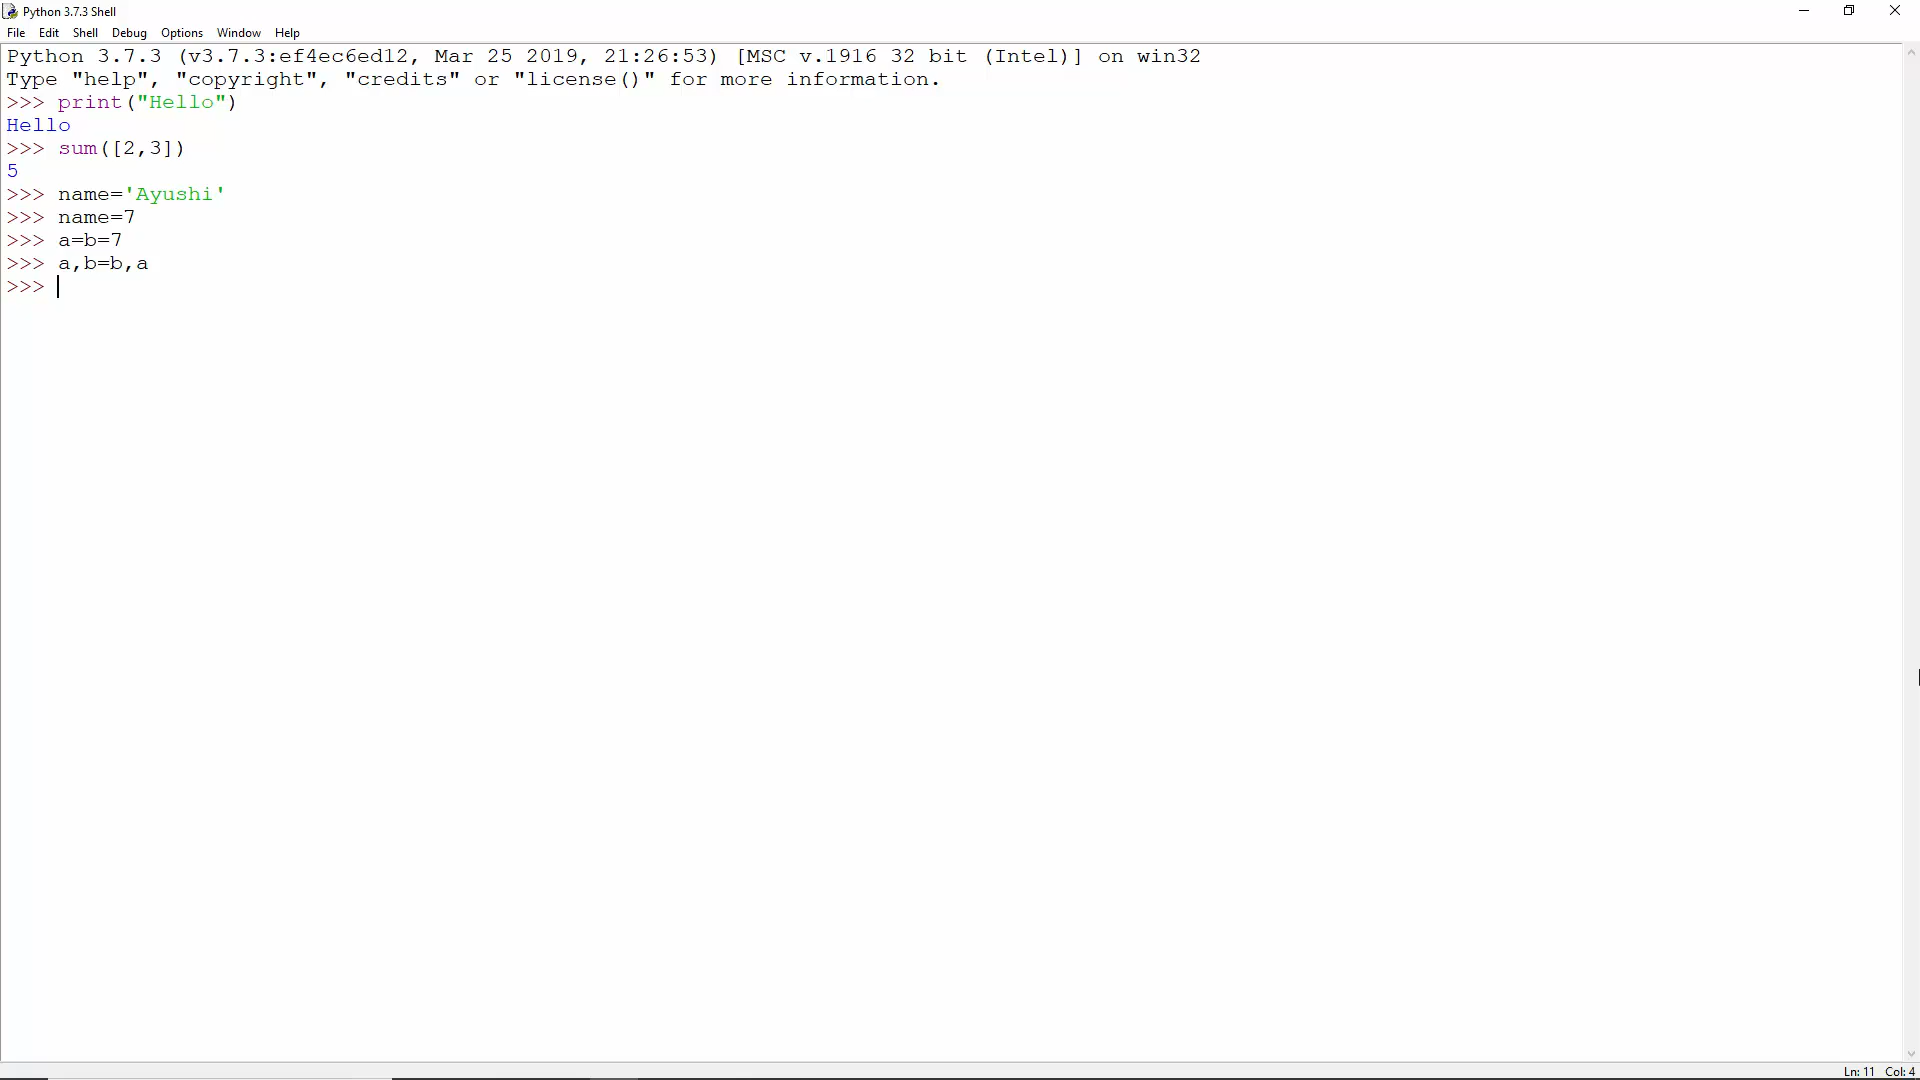 Python 3.7.3 Shell
File Edit Shell Debug Options Window Help
Python 3.7.3 (v3.7.3:ef4ec6ed12, Mar 25 2019, 21:26:53) [MSC v.1916 32 bit (Intel)] on win32
Type "help", "copyright", "credits" or "license()" for more information.
>>> print("Hello")
Hello
>>> sum([2,3])
5
>>> name='Ayushi'
>>> name=7
>>> a=b=7
>>> a,b=b,a
>>>
Ln: 11 Col: 4